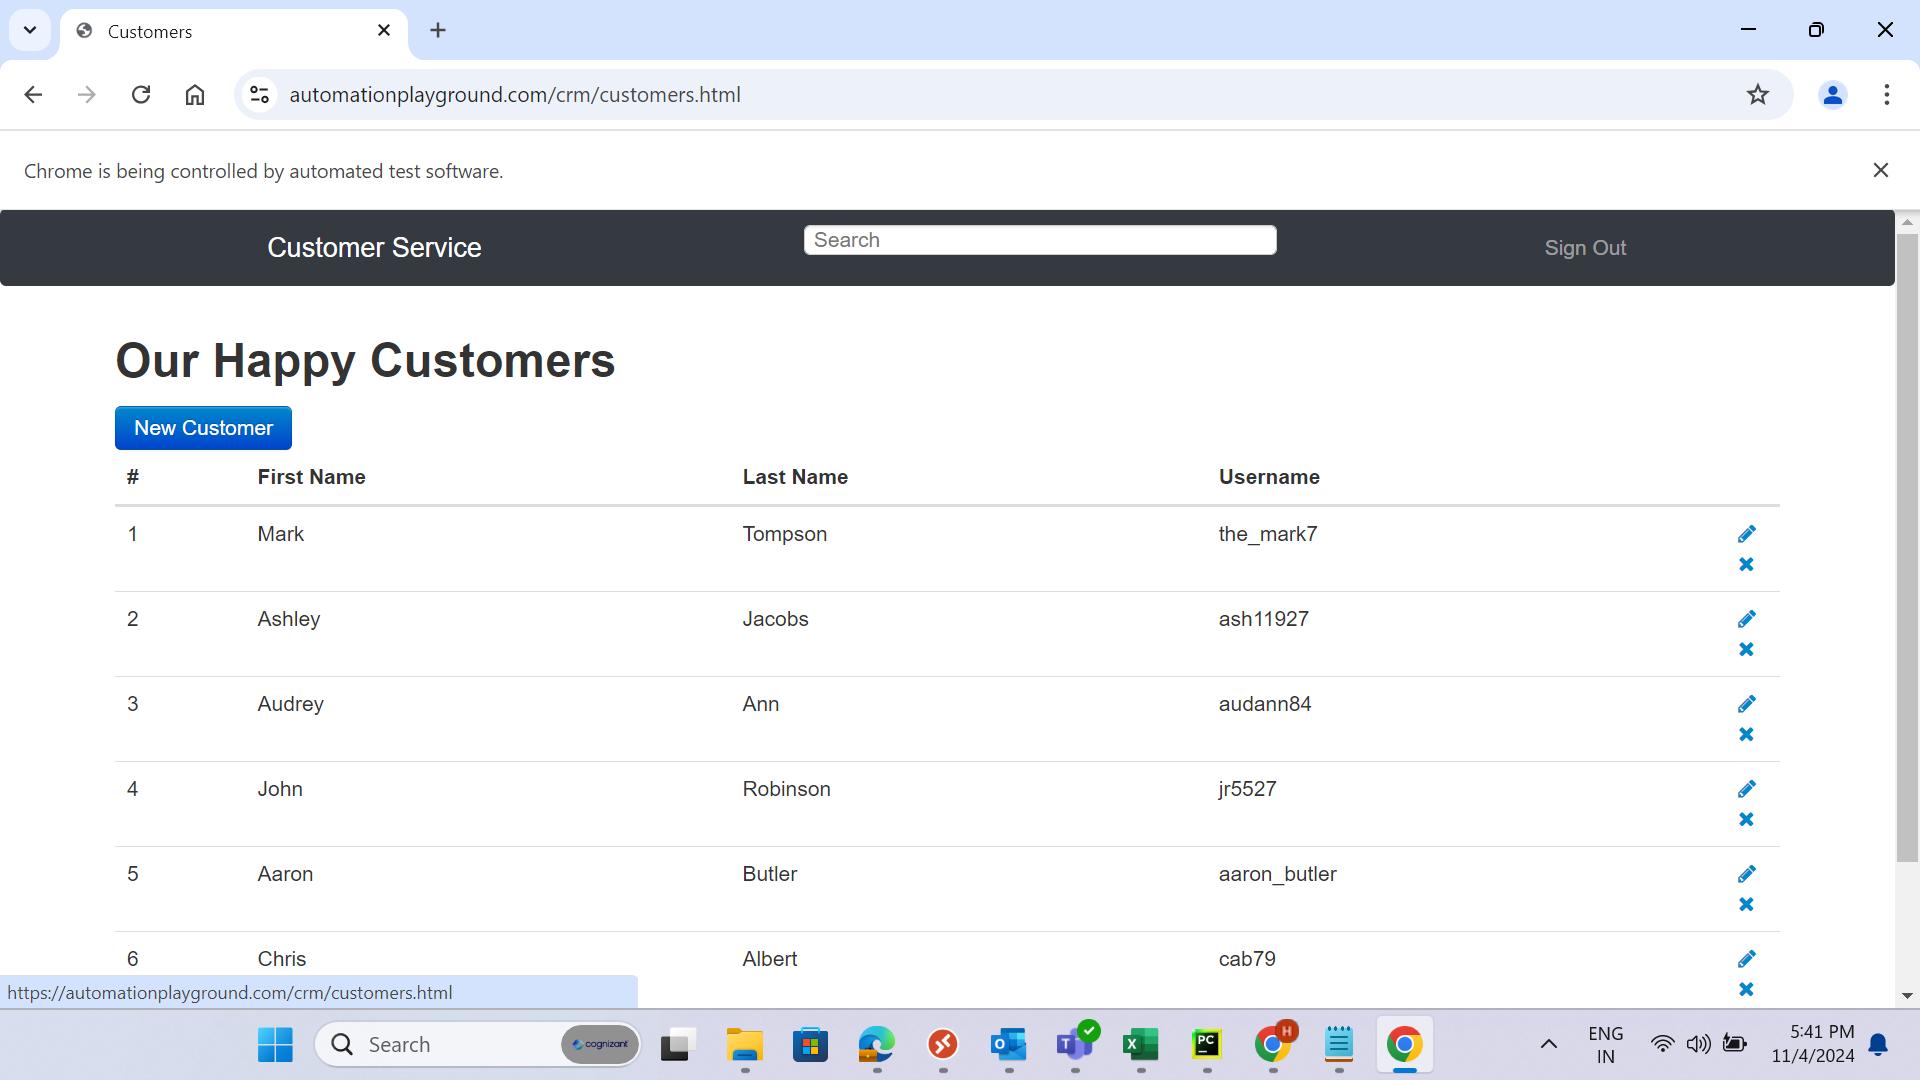 Customers
automationplayground.com/crm/customers.html
Chrome is being controlled by automated test software.
Customer Service
Search
Sign Out
Our Happy Customers
New Customer
# First Name Last Name Username
1 Mark Tompson the_mark7
2 Ashley Jacobs ash11927
3 Audrey Ann audann84
4 John Robinson jr5527
5 Aaron Butler aaron_butler
6 Chris Albert cab79
https://automationplayground.com/crm/customers.html
Search
cognizant
O
T
X
PC
H
ENG
IN
5:41 PM
11/4/2024